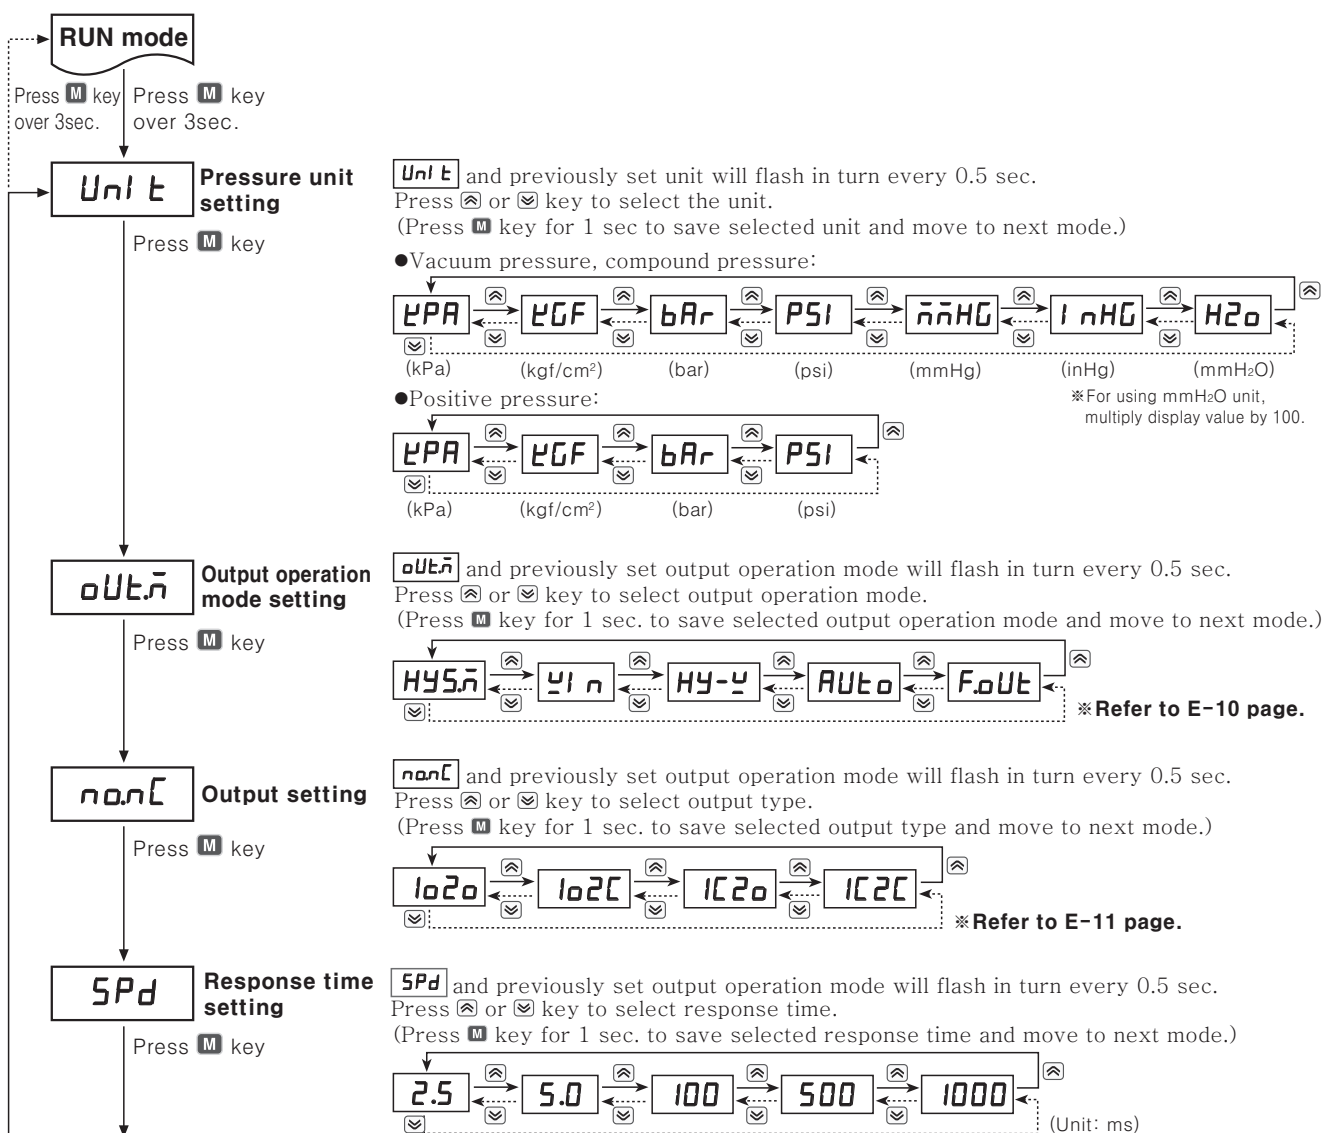 RUN mode
Press M key over 3sec.
Press M key over 3sec.
UnIt
Pressure unit setting
Press M key
UnIt and previously set unit will flash in turn every 0.5 sec.
Press or key to select the unit.
(Press M key for 1 sec to save selected unit and move to next mode.)
●Vacuum pressure, compound pressure:
KPA KGF bAr PSI mmHG InHG H2o
(kPa) (kgf/cm²) (bar) (psi) (mmHg) (inHg) (mmH₂O)
※For using mmH₂O unit,
multiply display value by 100.
●Positive pressure:
KPA KGF bAr PSI
(kPa) (kgf/cm²) (bar) (psi)
oUt.m
Output operation mode setting
Press M key
oUt.m and previously set output operation mode will flash in turn every 0.5 sec.
Press or key to select output operation mode.
(Press M key for 1 sec. to save selected output operation mode and move to next mode.)
HYS.m WIn HY-W AUto F.oUt
※Refer to E-10 page.
no.nC
Output setting
Press M key
no.nC and previously set output operation mode will flash in turn every 0.5 sec.
Press or key to select output type.
(Press M key for 1 sec. to save selected output type and move to next mode.)
1o2o 1o2C 1C2o 1C2C
※Refer to E-11 page.
SPd
Response time setting
Press M key
SPd and previously set output operation mode will flash in turn every 0.5 sec.
Press or key to select response time.
(Press M key for 1 sec. to save selected response time and move to next mode.)
2.5 5.0 100 500 1000
(Unit: ms)